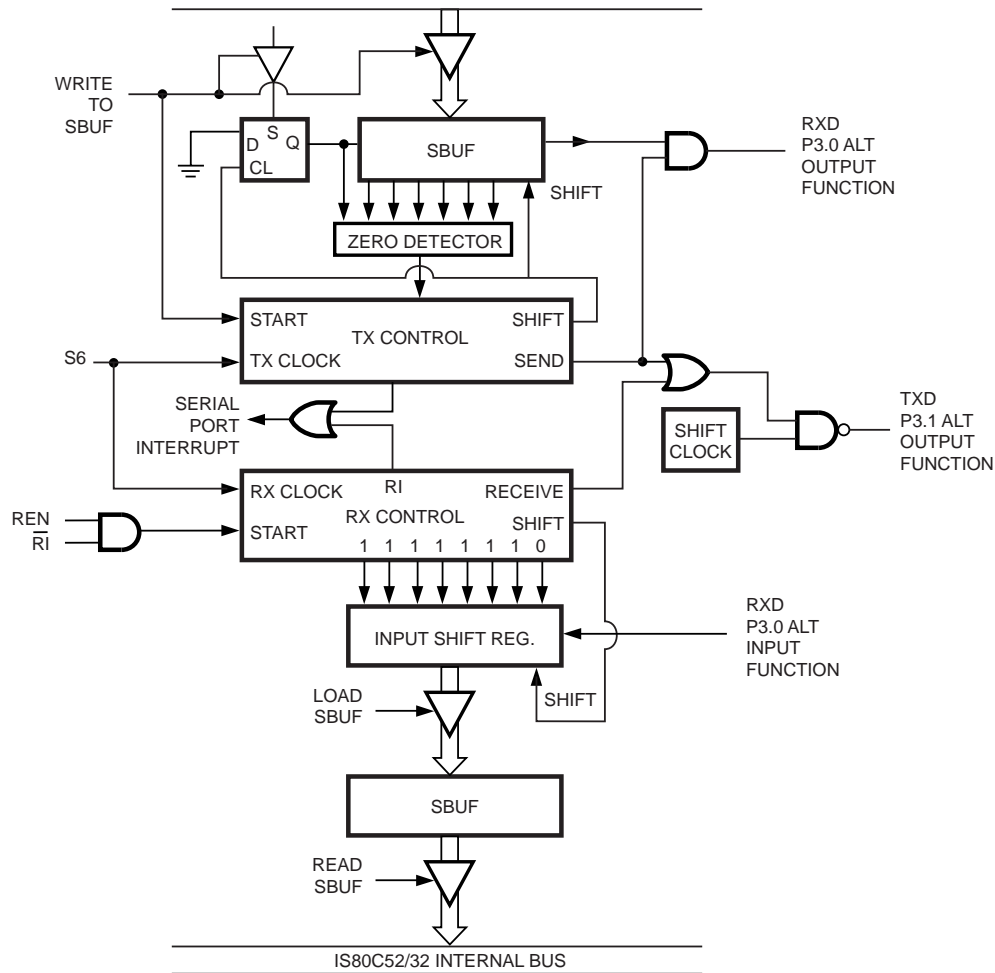 WRITE
TO
SBUF
D
S
Q
CL
SBUF
SHIFT
RXD
P3.0 ALT
OUTPUT
FUNCTION
ZERO DETECTOR
START
SHIFT
TX CONTROL
S6
TX CLOCK
SEND
SERIAL
PORT
INTERRUPT
SHIFT
CLOCK
TXD
P3.1 ALT
OUTPUT
FUNCTION
RX CLOCK
RI
RECEIVE
RX CONTROL
SHIFT
REN
RI
START
1 1 1 1 1 1 1 0
INPUT SHIFT REG.
RXD
P3.0 ALT
INPUT
FUNCTION
LOAD
SBUF
SHIFT
SBUF
READ
SBUF
IS80C52/32 INTERNAL BUS